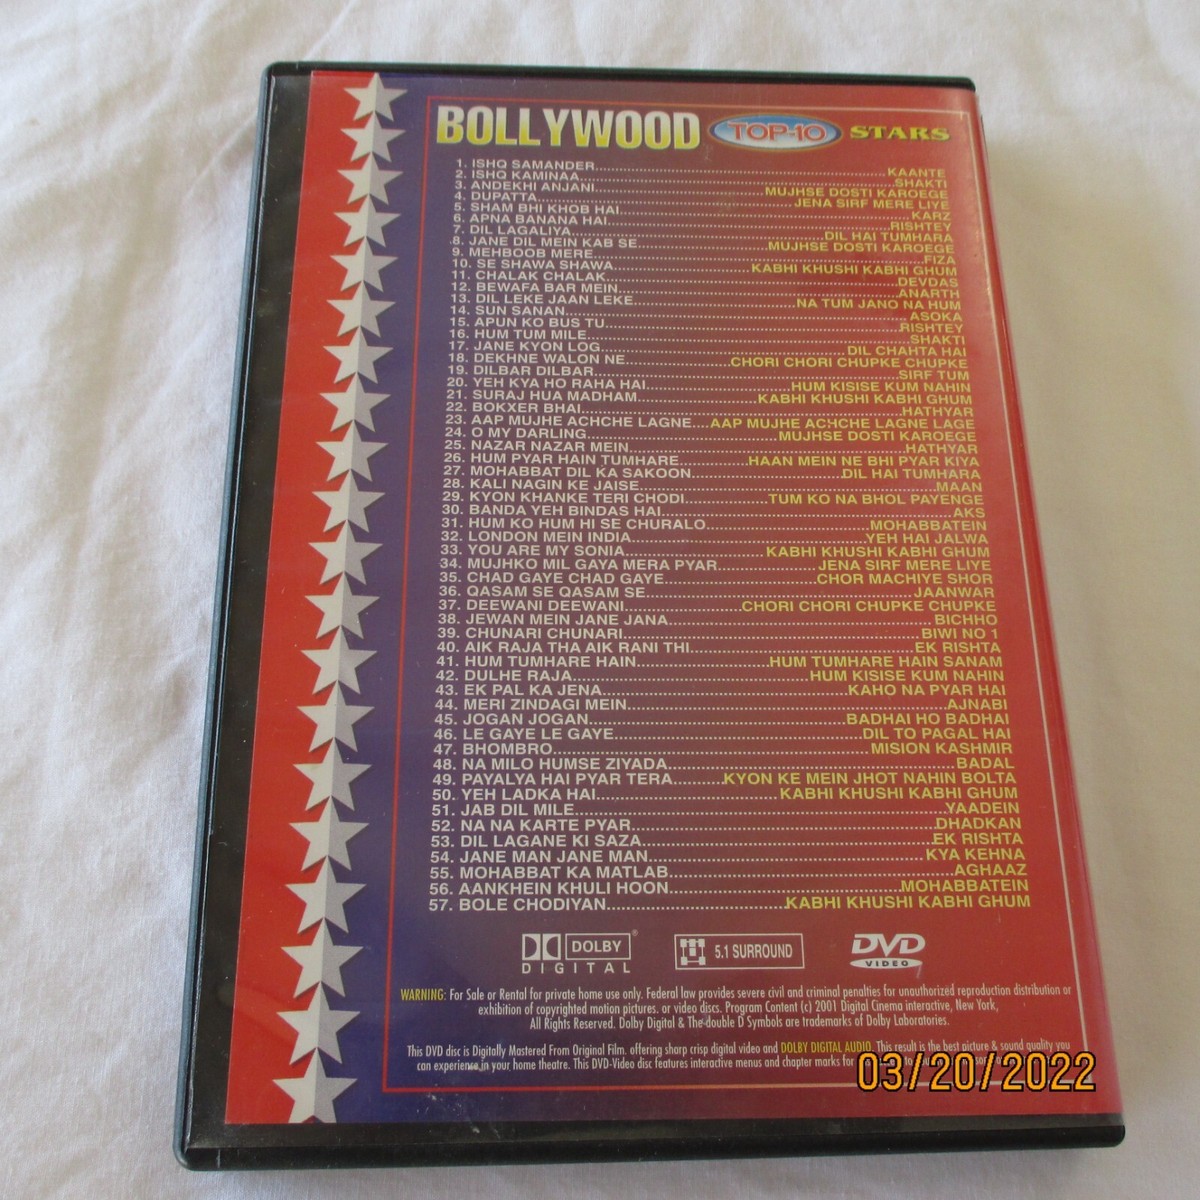 BOLLYWOOD TOP-10 STARS
1. ISHQ SAMANDER KAANTE
2. ISHQ KAMINAA SHAKTI
3. ANDEKHI ANJANI MUJHSE DOSTI KAROEGE
4. DUPATTA JENA SIRF MERE LIYE
5. SHAM BHI KHOB HAI KARZ
6. APNA BANANA HAI RISHTEY
7. DIL LAGALIYA DIL HAI TUMHARA
8. JANE DIL MEIN KAB SE MUJHSE DOSTI KAROEGE
9. MEHBOOB MERE FIZA
10. SE SHAWA SHAWA KABHI KHUSHI KABHI GHUM
11. CHALAK CHALAK DEVDAS
12. BEWAFA BAR MEIN ANARTH
13. DIL LEKE JAAN LEKE NA TUM JANO NA HUM
14. SUN SANAN ASOKA
15. APUN KO BUS TU RISHTEY
16. HUM TUM MILE SHAKTI
17. JANE KYON LOG DIL CHAHTA HAI
18. DEKHNE WALON NE CHORI CHORI CHUPKE CHUPKE
19. DILBAR DILBAR SIRF TUM
20. YEH KYA HO RAHA HAI HUM KISISE KUM NAHIN
21. SURAJ HUA MADHAM KABHI KHUSHI KABHI GHUM
22. BOKXER BHAI HATHYAR
23. AAP MUJHE ACHCHE LAGNE AAP MUJHE ACHCHE LAGNE LAGE
24. O MY DARLING MUJHSE DOSTI KAROEGE
25. NAZAR NAZAR MEIN HATHYAR
26. HUM PYAR HAIN TUMHARE HAAN MEIN NE BHI PYAR KIYA
27. MOHABBAT DIL KA SAKOON DIL HAI TUMHARA
28. KALI NAGIN KE JAISE MAAN
29. KYON KHANKE TERI CHODI TUM KO NA BHOL PAYENGE
30. BANDA YEH BINDAS HAI AKS
31. HUM KO HUM HI SE CHURALO MOHABBATEIN
32. LONDON MEIN INDIA YEH HAI JALWA
33. YOU ARE MY SONIA KABHI KHUSHI KABHI GHUM
34. MUJHKO MIL GAYA MERA PYAR JENA SIRF MERE LIYE
35. CHAD GAYE CHAD GAYE CHOR MACHIYE SHOR
36. QASAM SE QASAM SE JAANWAR
37. DEEWANI DEEWANI CHORI CHORI CHUPKE CHUPKE
38. JEWAN MEIN JANE JANA BICHHO
39. CHUNARI CHUNARI BIWI NO 1
40. AIK RAJA THA AIK RANI THI EK RISHTA
41. HUM TUMHARE HAIN HUM TUMHARE HAIN SANAM
42. DULHE RAJA HUM KISISE KUM NAHIN
43. EK PAL KA JENA KAHO NA PYAR HAI
44. MERI ZINDAGI MEIN AJNABI
45. JOGAN JOGAN BADHAI HO BADHAI
46. LE GAYE LE GAYE DIL TO PAGAL HAI
47. BHOMBRO MISION KASHMIR
48. NA MILO HUMSE ZIYADA BADAL
49. PAYALYA HAI PYAR TERA KYON KE MEIN JHOT NAHIN BOLTA
50. YEH LADKA HAI KABHI KHUSHI KABHI GHUM
51. JAB DIL MILE YAADEIN
52. NA NA KARTE PYAR DHADKAN
53. DIL LAGANE KI SAZA EK RISHTA
54. JANE MAN JANE MAN KYA KEHNA
55. MOHABBAT KA MATLAB AGHAAZ
56. AANKHEIN KHULI HOON MOHABBATEIN
57. BOLE CHODIYAN KABHI KHUSHI KABHI GHUM
DOLBY DIGITAL
5.1 SURROUND
DVD VIDEO
WARNING: For Sale or Rental for private home use only. Federal law provides severe civil and criminal penalties for unauthorized reproduction distribution or
exhibition of copyrighted motion pictures. or video discs. Program Content (c) 2001 Digital Cinema interactive, New York,
All Rights Reserved. Dolby Digital & The double D Symbols are trademarks of Dolby Laboratories.
This DVD disc is Digitally Mastered From Original Film. offering sharp crisp digital video and DOLBY DIGITAL AUDIO. This result is the best picture & sound quality you
can experience in your home theatre. This DVD-Video disc features interactive menus and chapter marks for
03/20/2022